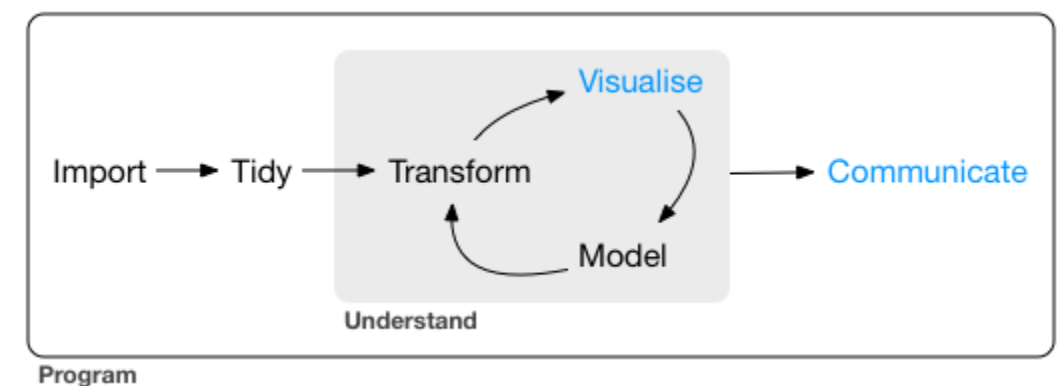 Visualise
Import
Tidy
Transform
Communicate
Model
Understand
Program